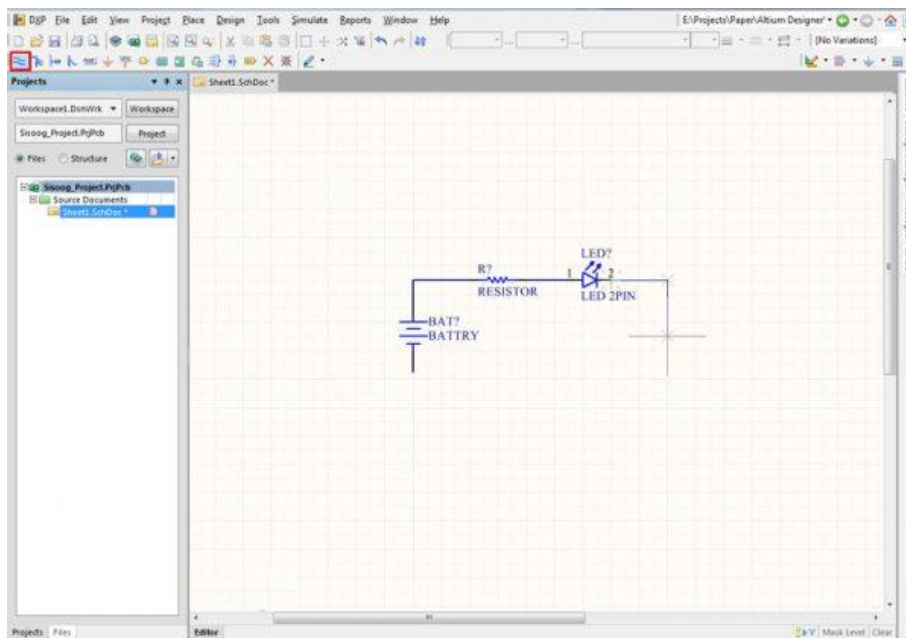 DXP File Edit View Project Place Design Tools Simulate Reports Window Help
E:\Projects\Paper\Altium Designer\
[No Variations]
Projects
Sheet1.SchDoc *
Workspace1.DsnWrk
Workspace
Sisoog_Project.PrjPcb
Project
Files
Structure
Sisoog_Project.PrjPcb
Source Documents
Sheet1.SchDoc *
LED?
R?
1
2
RESISTOR
LED 2PIN
BAT?
BATTRY
Projects
Files
Editor
Mask Level
Clear